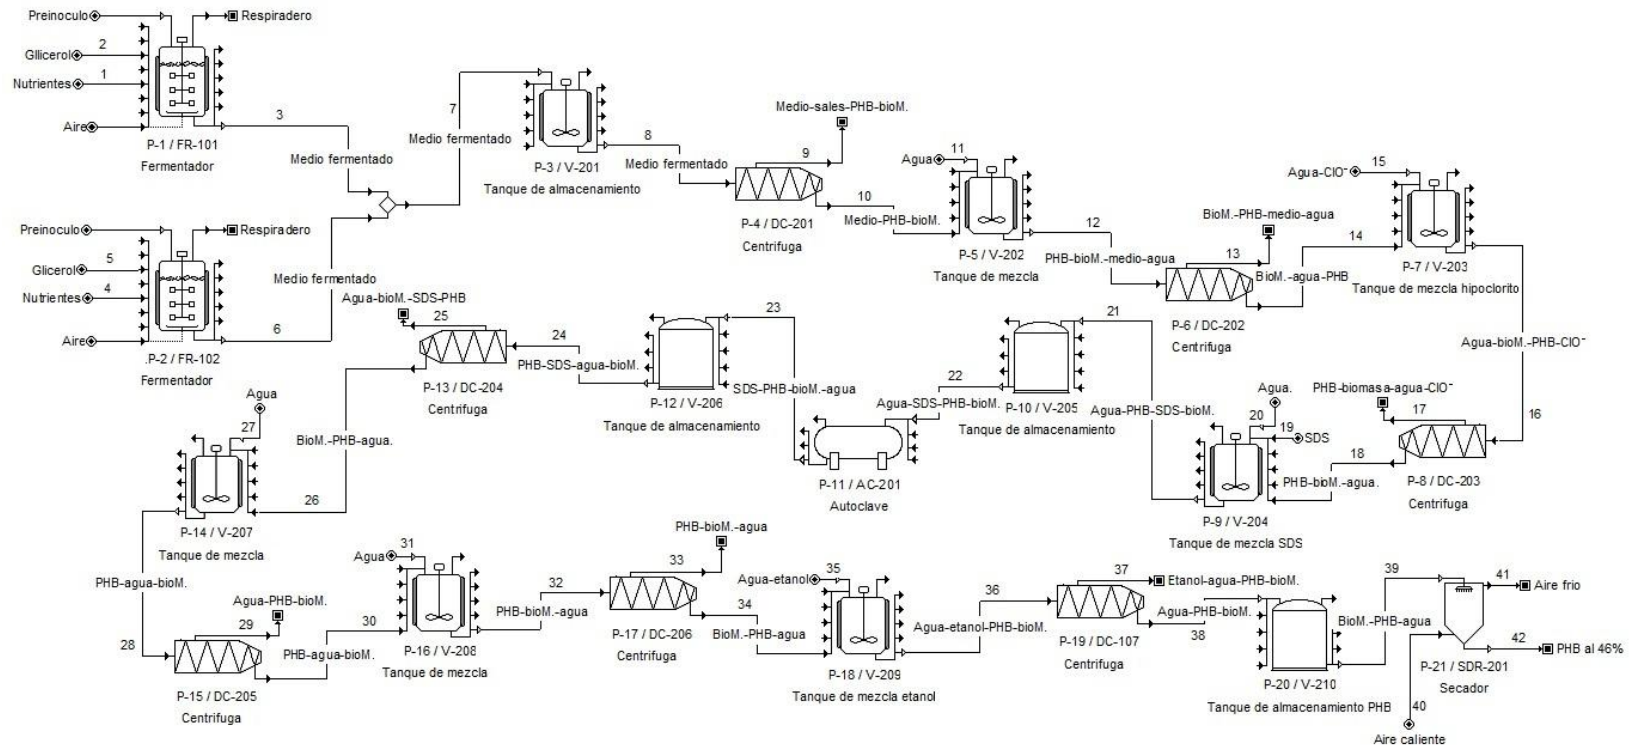 Preinoculo
Respiradero
2
Gllicerol
1
Nutrientes
Aire
P-1 / FR-101
Fermentador
3
Medio fermentado
Preinoculo
Respiradero
5
Glicerol
4
Nutrientes
Aire
.P-2 / FR-102
Fermentador
6
Medio fermentado
7
Medio fermentado
P-3 / V-201
Tanque de almacenamiento
8
Medio fermentado
Medio-sales-PHB-bioM.
9
P-4 / DC-201
Centrifuga
10
Medio-PHB-bioM.
Agua
11
P-5 / V-202
Tanque de mezcla
12
PHB-bioM.-medio-agua
BioM.-PHB-medio-agua
13
P-6 / DC-202
Centrifuga
14
BioM.-agua-PHB
15
Agua-ClO⁻
P-7 / V-203
Tanque de mezcla hipoclorito
Agua-bioM.-PHB-ClO⁻
16
PHB-biomasa-agua-ClO⁻
17
P-8 / DC-203
Centrifuga
18
PHB-bioM.-agua.
Agua.
20
19
SDS
P-9 / V-204
Tanque de mezcla SDS
21
Agua-PHB-SDS-bioM.
P-10 / V-205
Tanque de almacenamiento
22
Agua-SDS-PHB-bioM.
P-11 / AC-201
Autoclave
23
SDS-PHB-bioM.-agua
P-12 / V-206
Tanque de almacenamiento
24
PHB-SDS-agua-bioM.
Agua-bioM.-SDS-PHB
25
P-13 / DC-204
Centrifuga
BioM.-PHB-agua.
26
Agua
27
P-14 / V-207
Tanque de mezcla
PHB-agua-bioM.
28
Agua-PHB-bioM.
29
P-15 / DC-205
Centrifuga
30
PHB-agua-bioM.
Agua
31
P-16 / V-208
Tanque de mezcla
32
PHB-bioM.-agua
PHB-bioM.-agua
33
P-17 / DC-206
Centrifuga
34
BioM.-PHB-agua
Agua-etanol
35
P-18 / V-209
Tanque de mezcla etanol
36
Agua-etanol-PHB-bioM.
37
Etanol-agua-PHB-bioM.
P-19 / DC-107
Centrifuga
Agua-PHB-bioM.
38
P-20 / V-210
Tanque de almacenamiento PHB
39
BioM.-PHB-agua
41
Aire frio
42
PHB al 46%
P-21 / SDR-201
Secador
40
Aire caliente